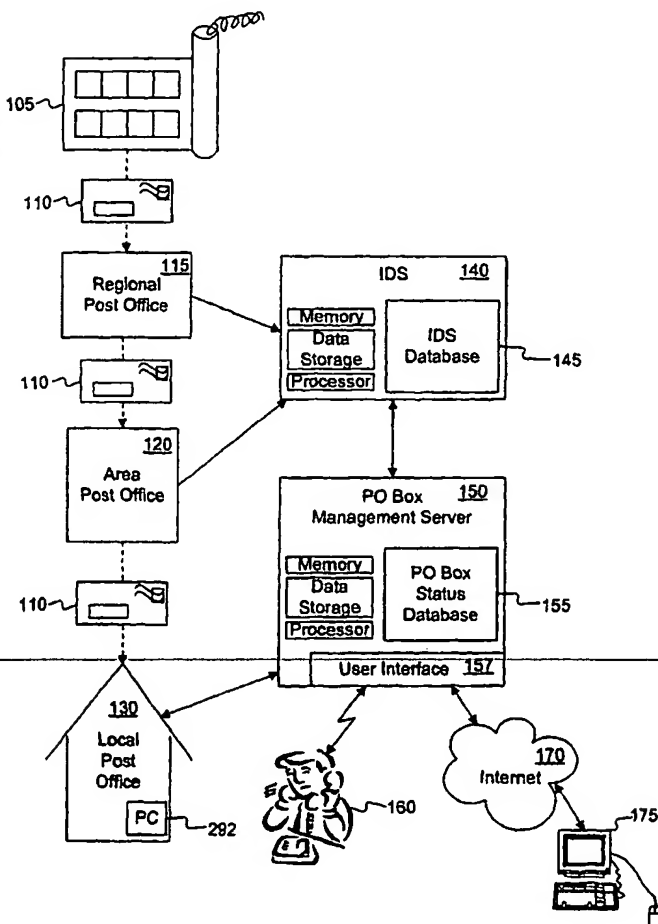 105
110
115
Regional
Post Office
110
120
Area
Post Office
110
130
Local
Post
Office
PC
292
IDS 140
Memory
Data
Storage
Processor
IDS
Database
145
PO Box 150
Management Server
Memory
Data
Storage
Processor
PO Box
Status
Database
155
User Interface 157
160
170
Internet
175